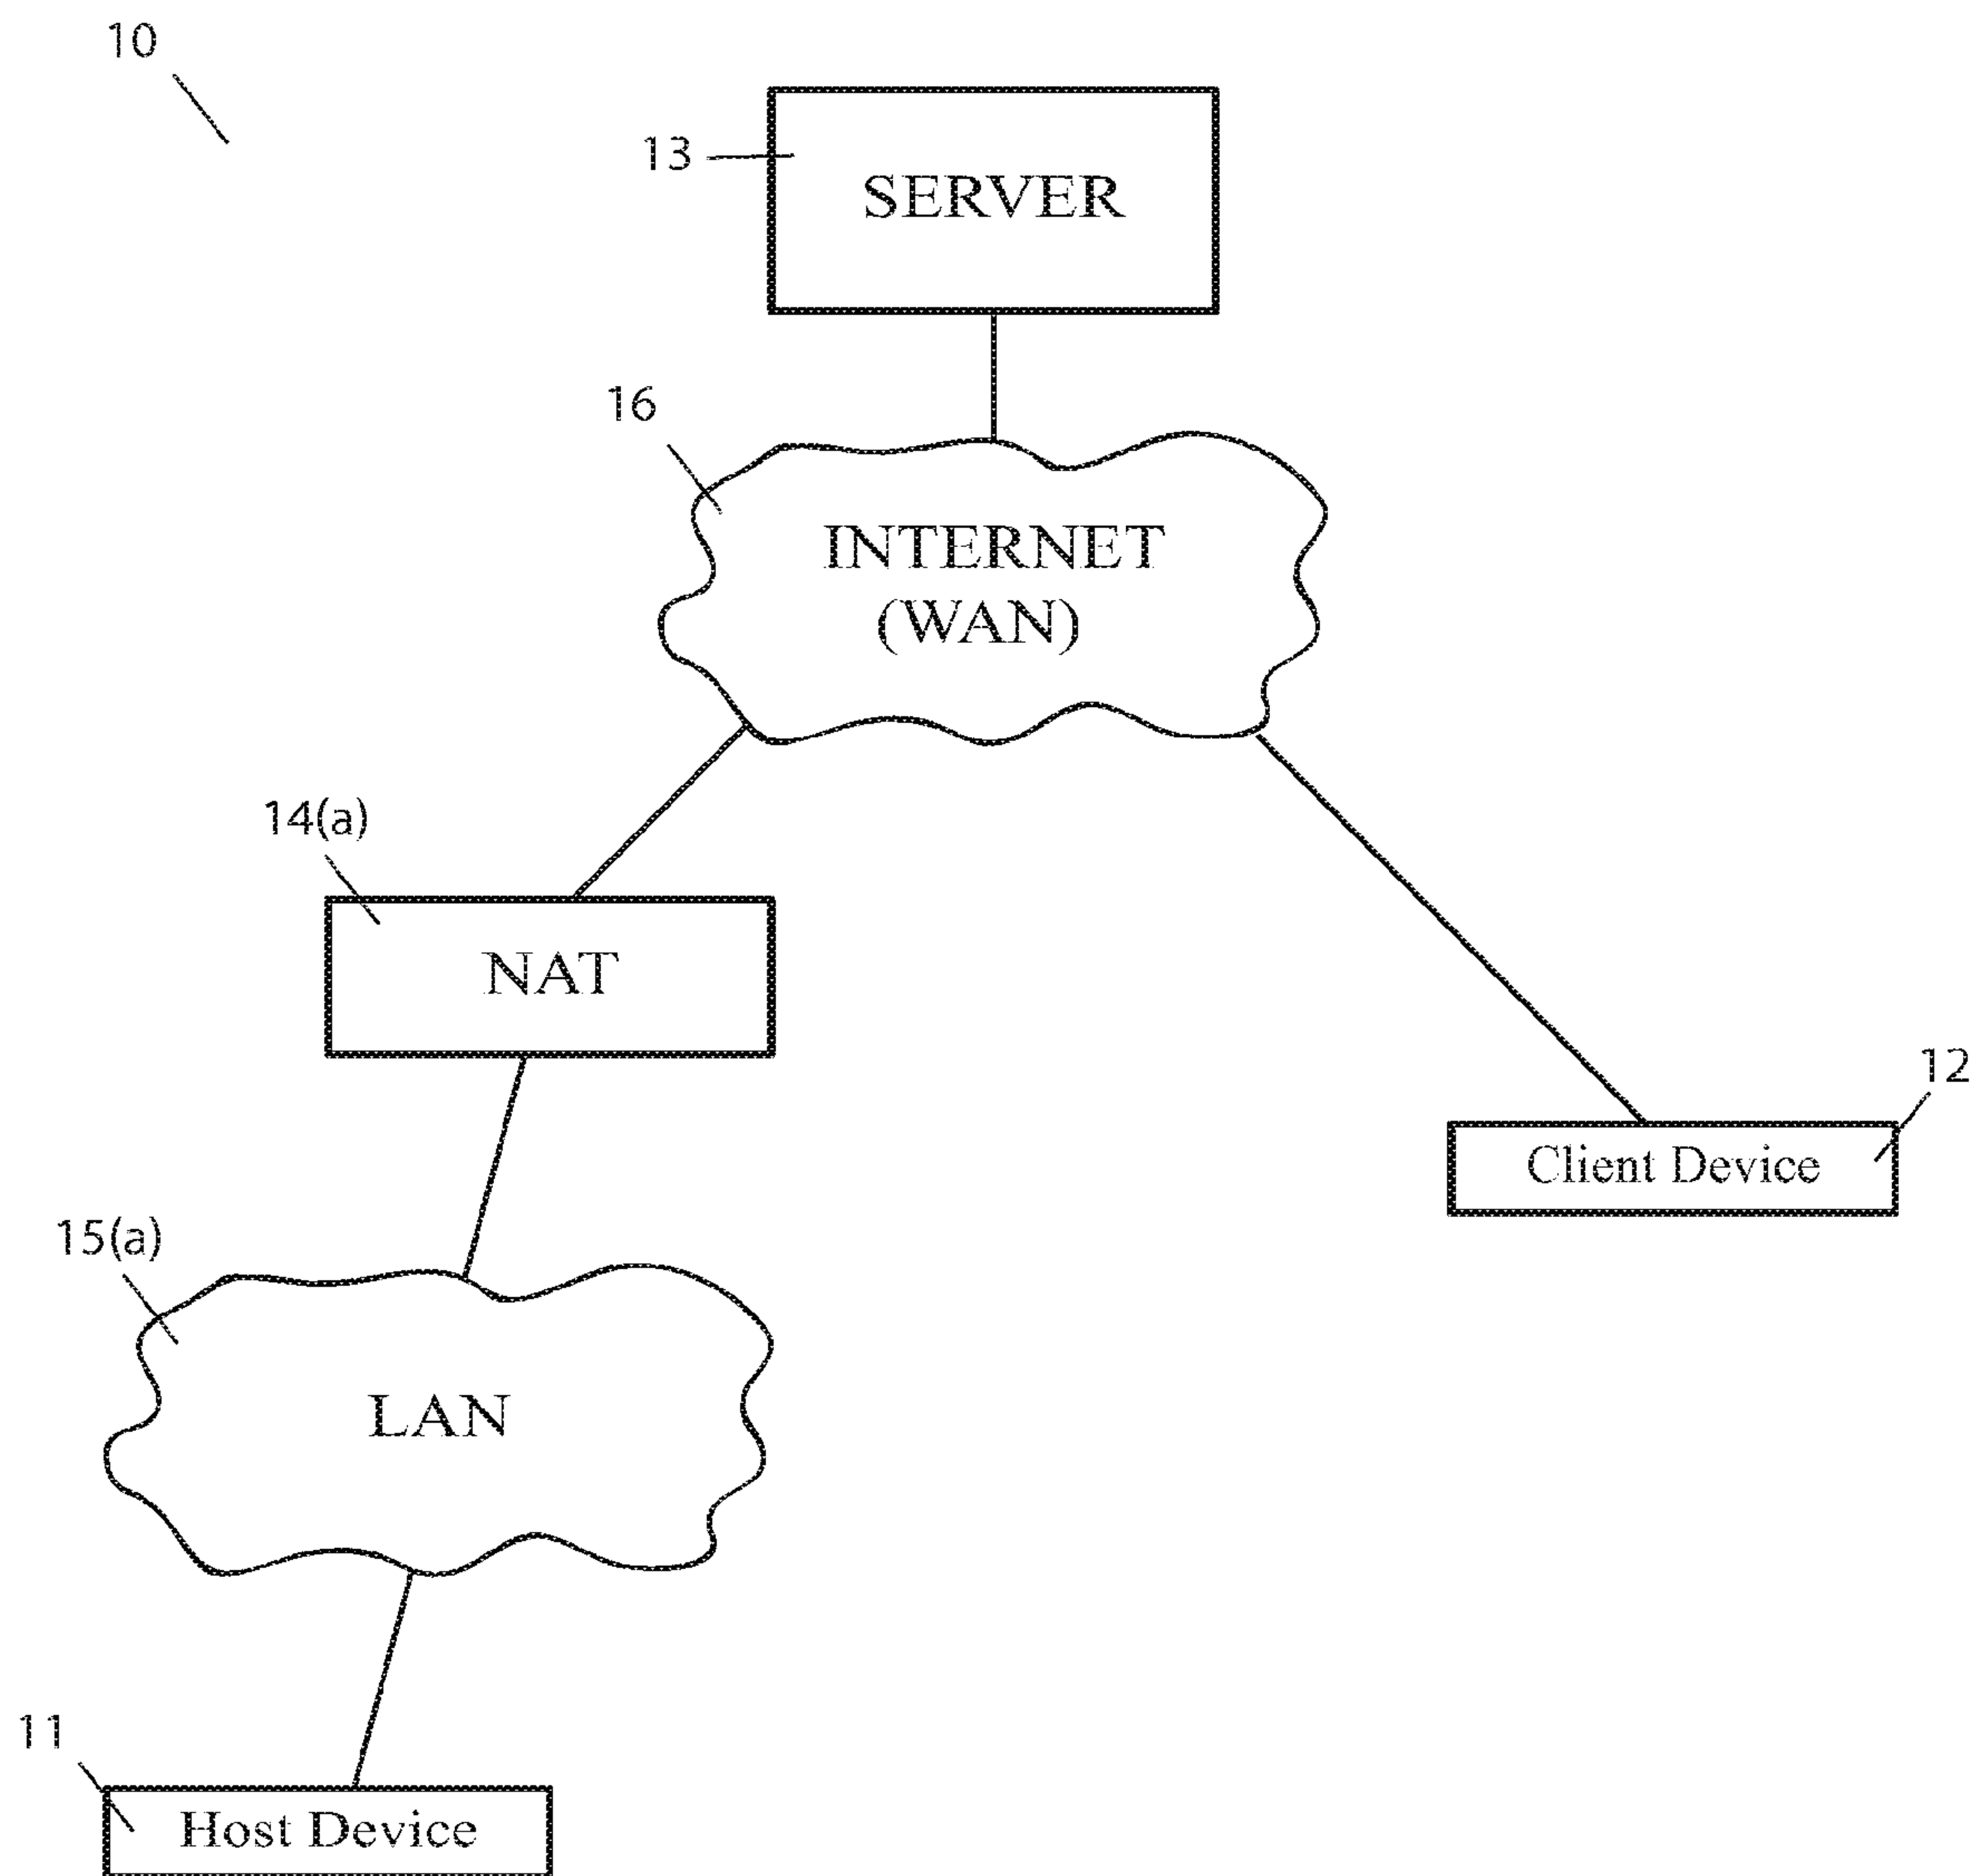 10
13
SERVER
16
INTERNET
(WAN)
14(a)
NAT
12
Client Device
15(a)
LAN
11
Host Device